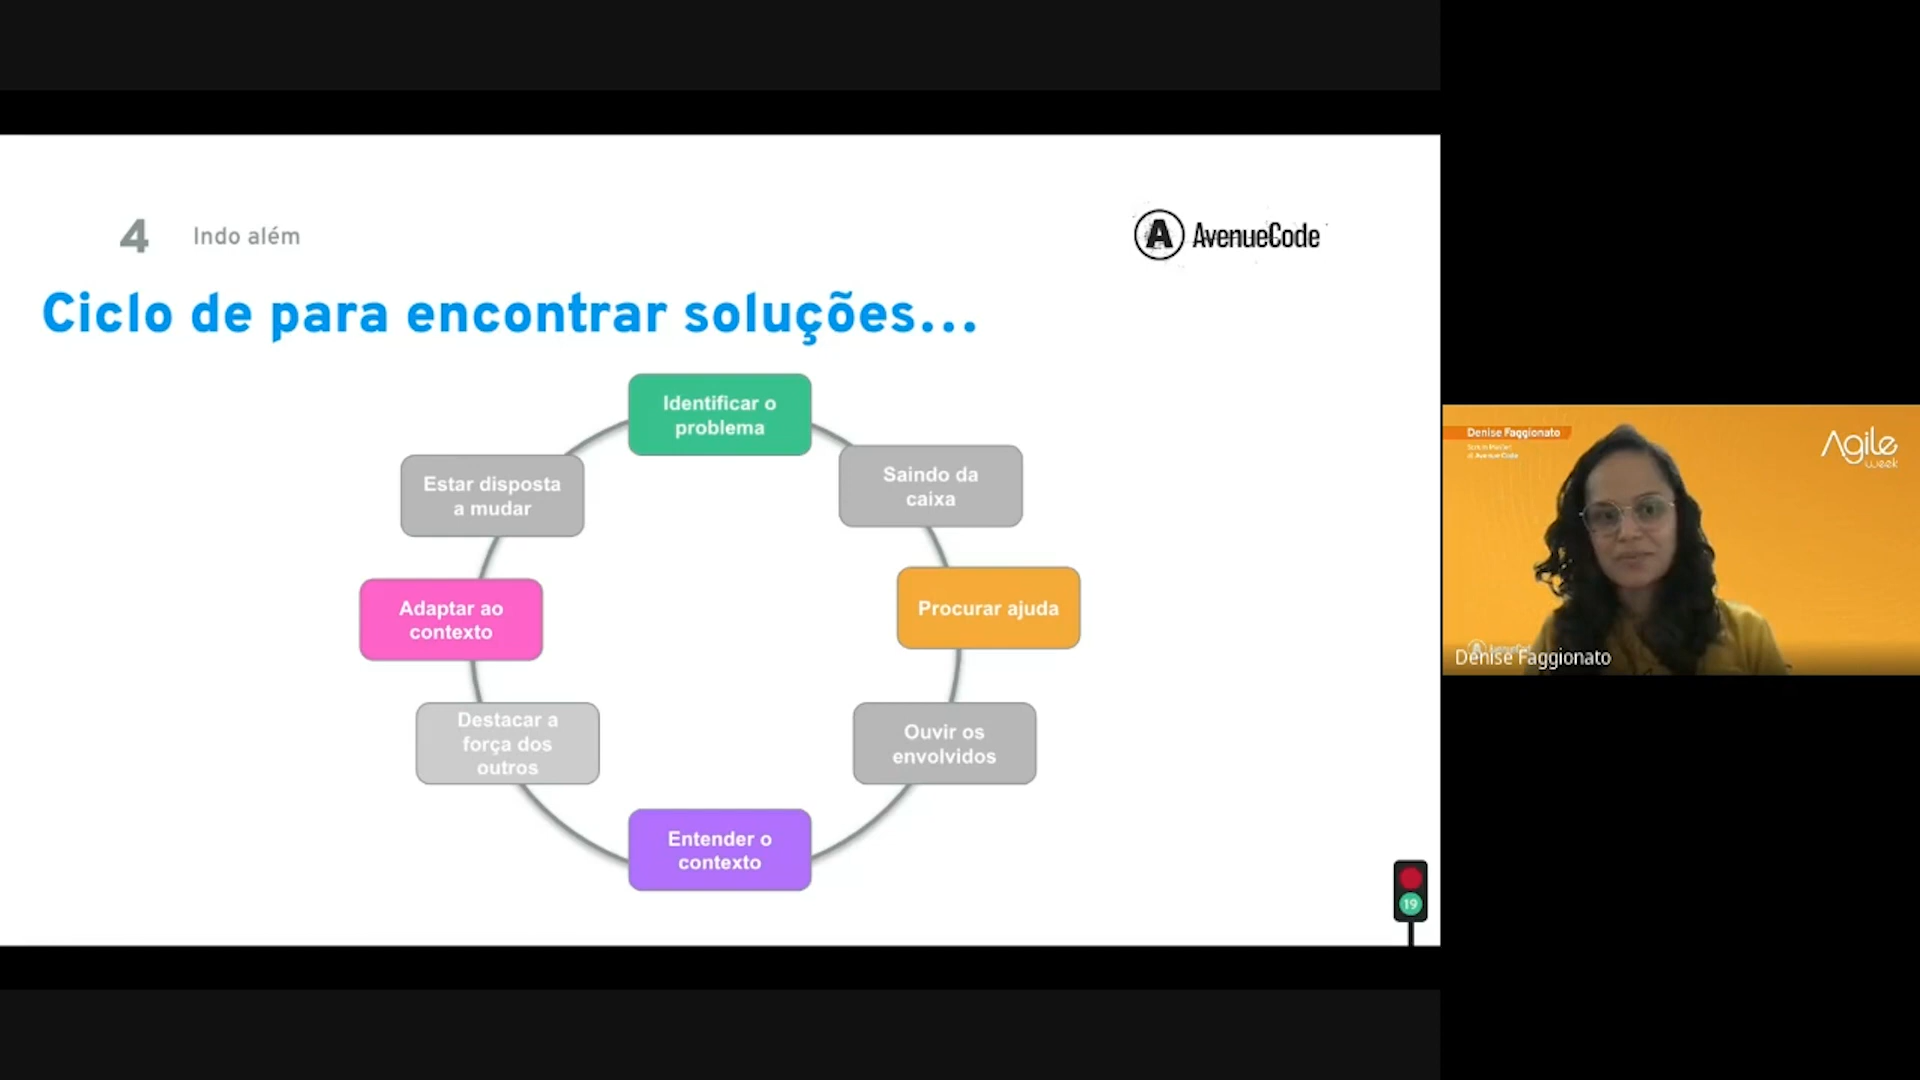 4 Indo além
AvenueCode
Ciclo de para encontrar soluções...
Identificar o
problema
Saindo da
caixa
Procurar ajuda
Ouvir os
envolvidos
Entender o
contexto
Destacar a
força dos
outros
Adaptar ao
contexto
Estar disposta
a mudar
19
Denise Faggionato
Agile
week
Denise Faggionato